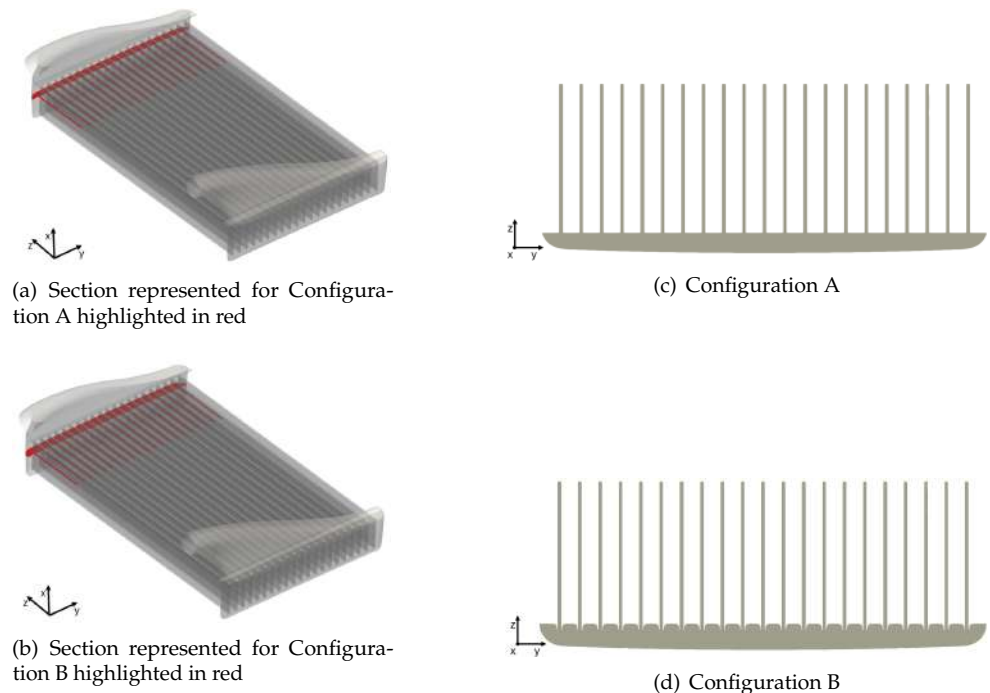 x
z
y
(a) Section represented for Configura-
tion A highlighted in red
z
x
y
(c) Configuration A
x
z
y
(b) Section represented for Configura-
tion B highlighted in red
z
x
y
(d) Configuration B